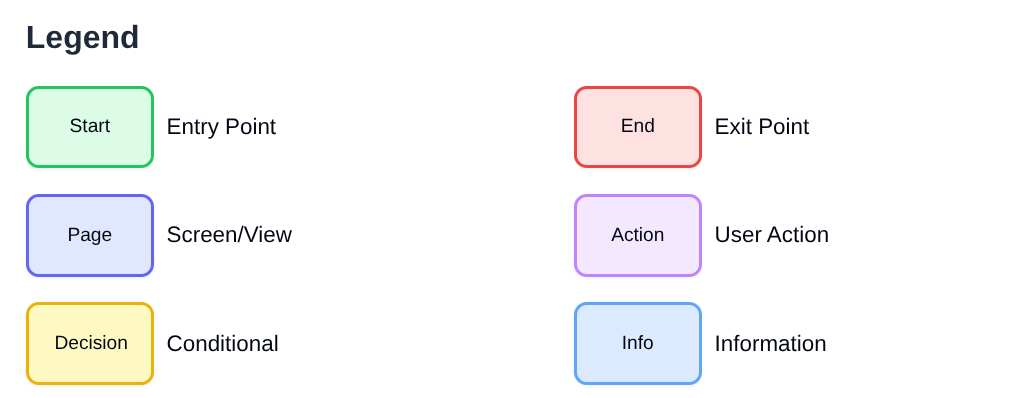 Legend
Start Entry Point
End Exit Point
Page Screen/View
Action User Action
Decision Conditional
Info Information